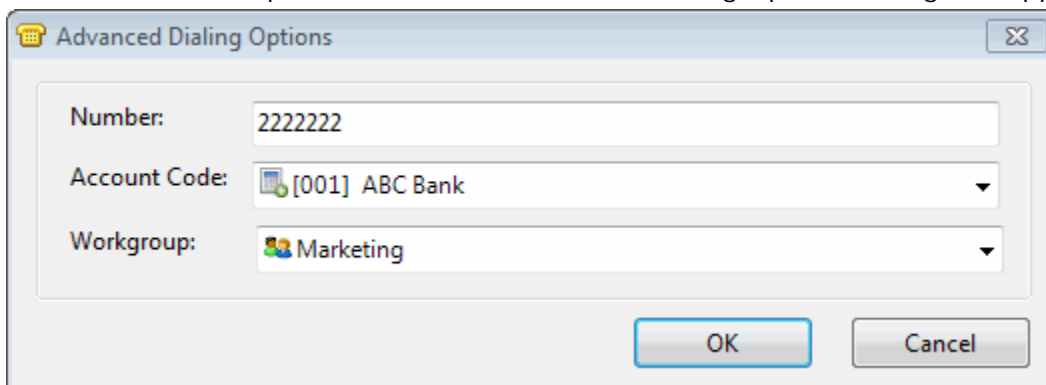 Advanced Dialing Options
Number: 2222222
Account Code: [001] ABC Bank
Workgroup: Marketing
OK Cancel